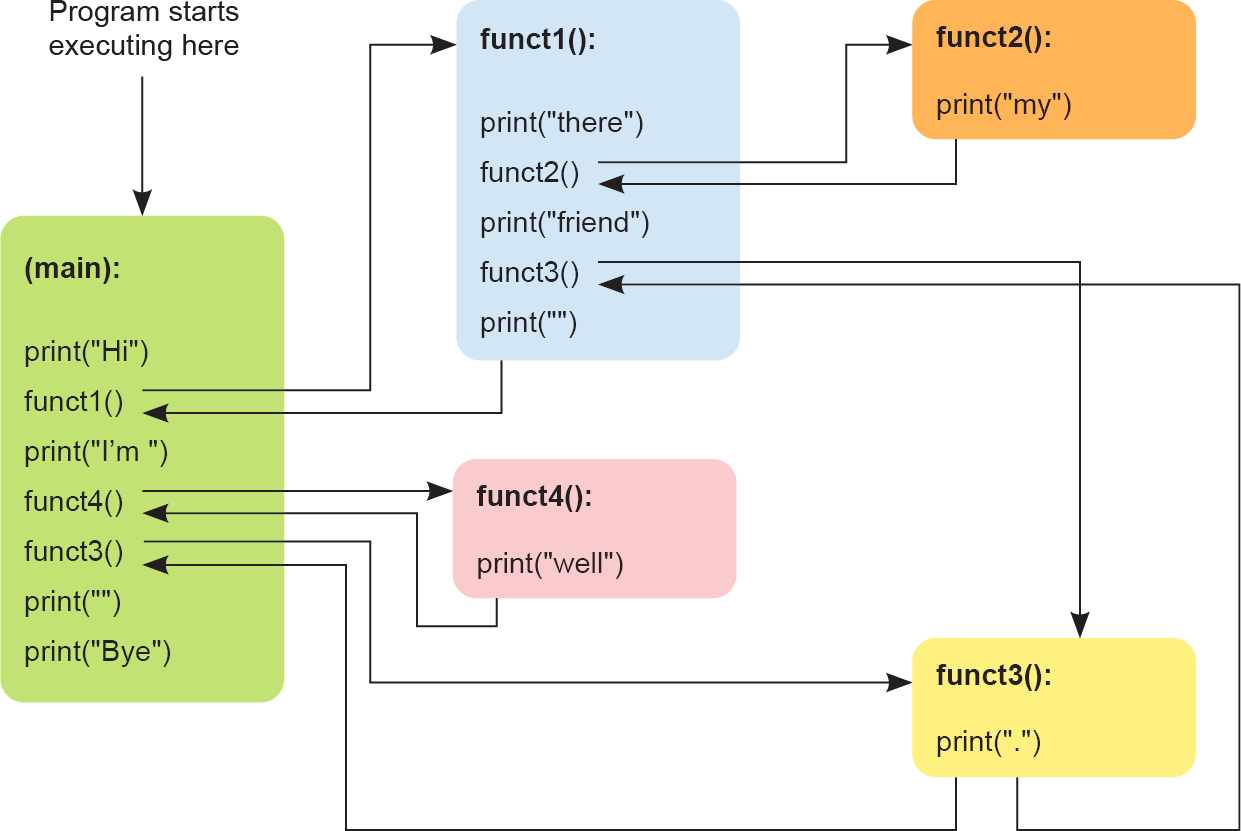 Program starts
executing here
(main):
print("Hi")
funct1()
print("I’m ")
funct4()
funct3()
print("")
print("Bye")
funct1():
print("there")
funct2()
print("friend")
funct3()
print("")
funct2():
print("my")
funct4():
print("well")
funct3():
print(".")